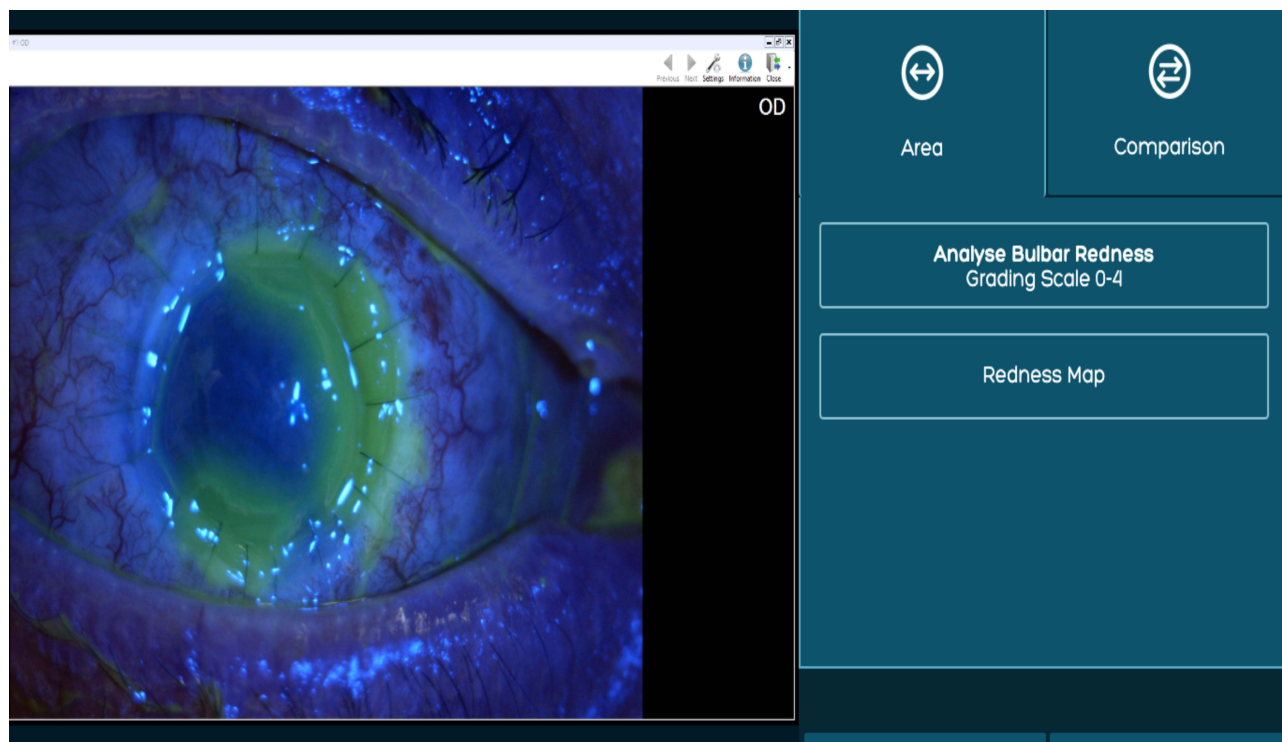 OD
Previous Next Settings Information Close
OD
Area
Comparison
Analyse Bulbar Redness
Grading Scale 0-4
Redness Map